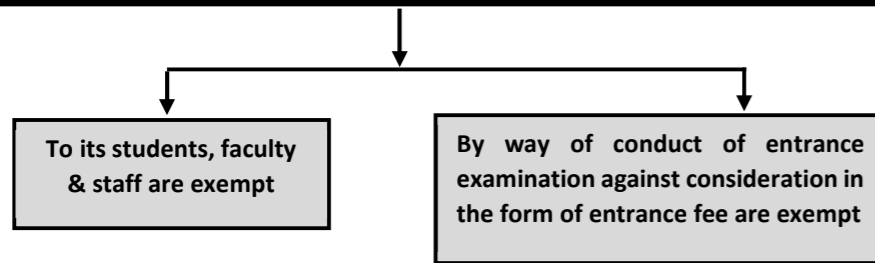 To its students, faculty
& staff are exempt
By way of conduct of entrance
examination against consideration in
the form of entrance fee are exempt